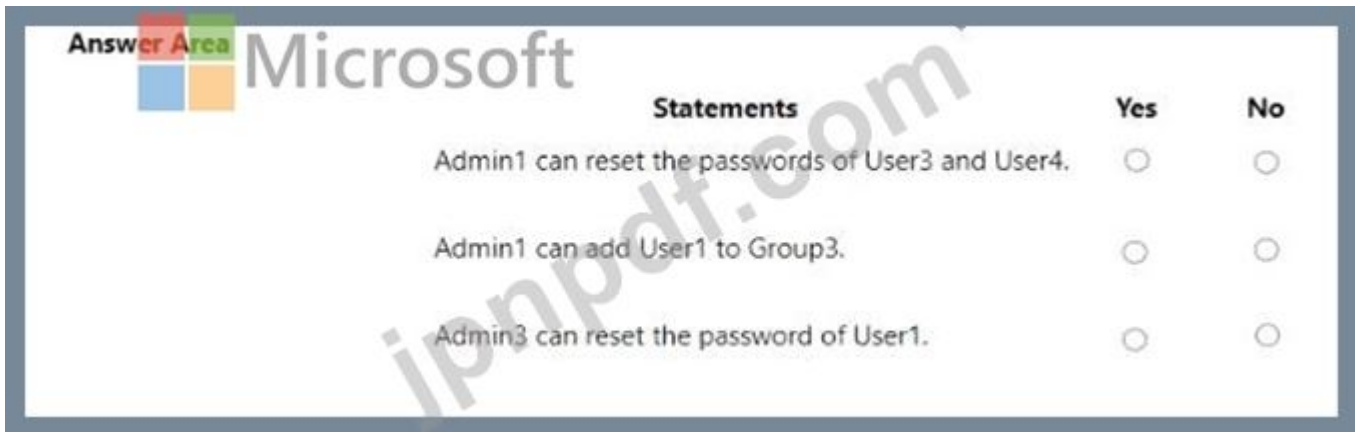 Answer Area
Microsoft
Statements Yes No
Admin1 can reset the passwords of User3 and User4.
Admin1 can add User1 to Group3.
Admin3 can reset the password of User1.
jpnpdf.com